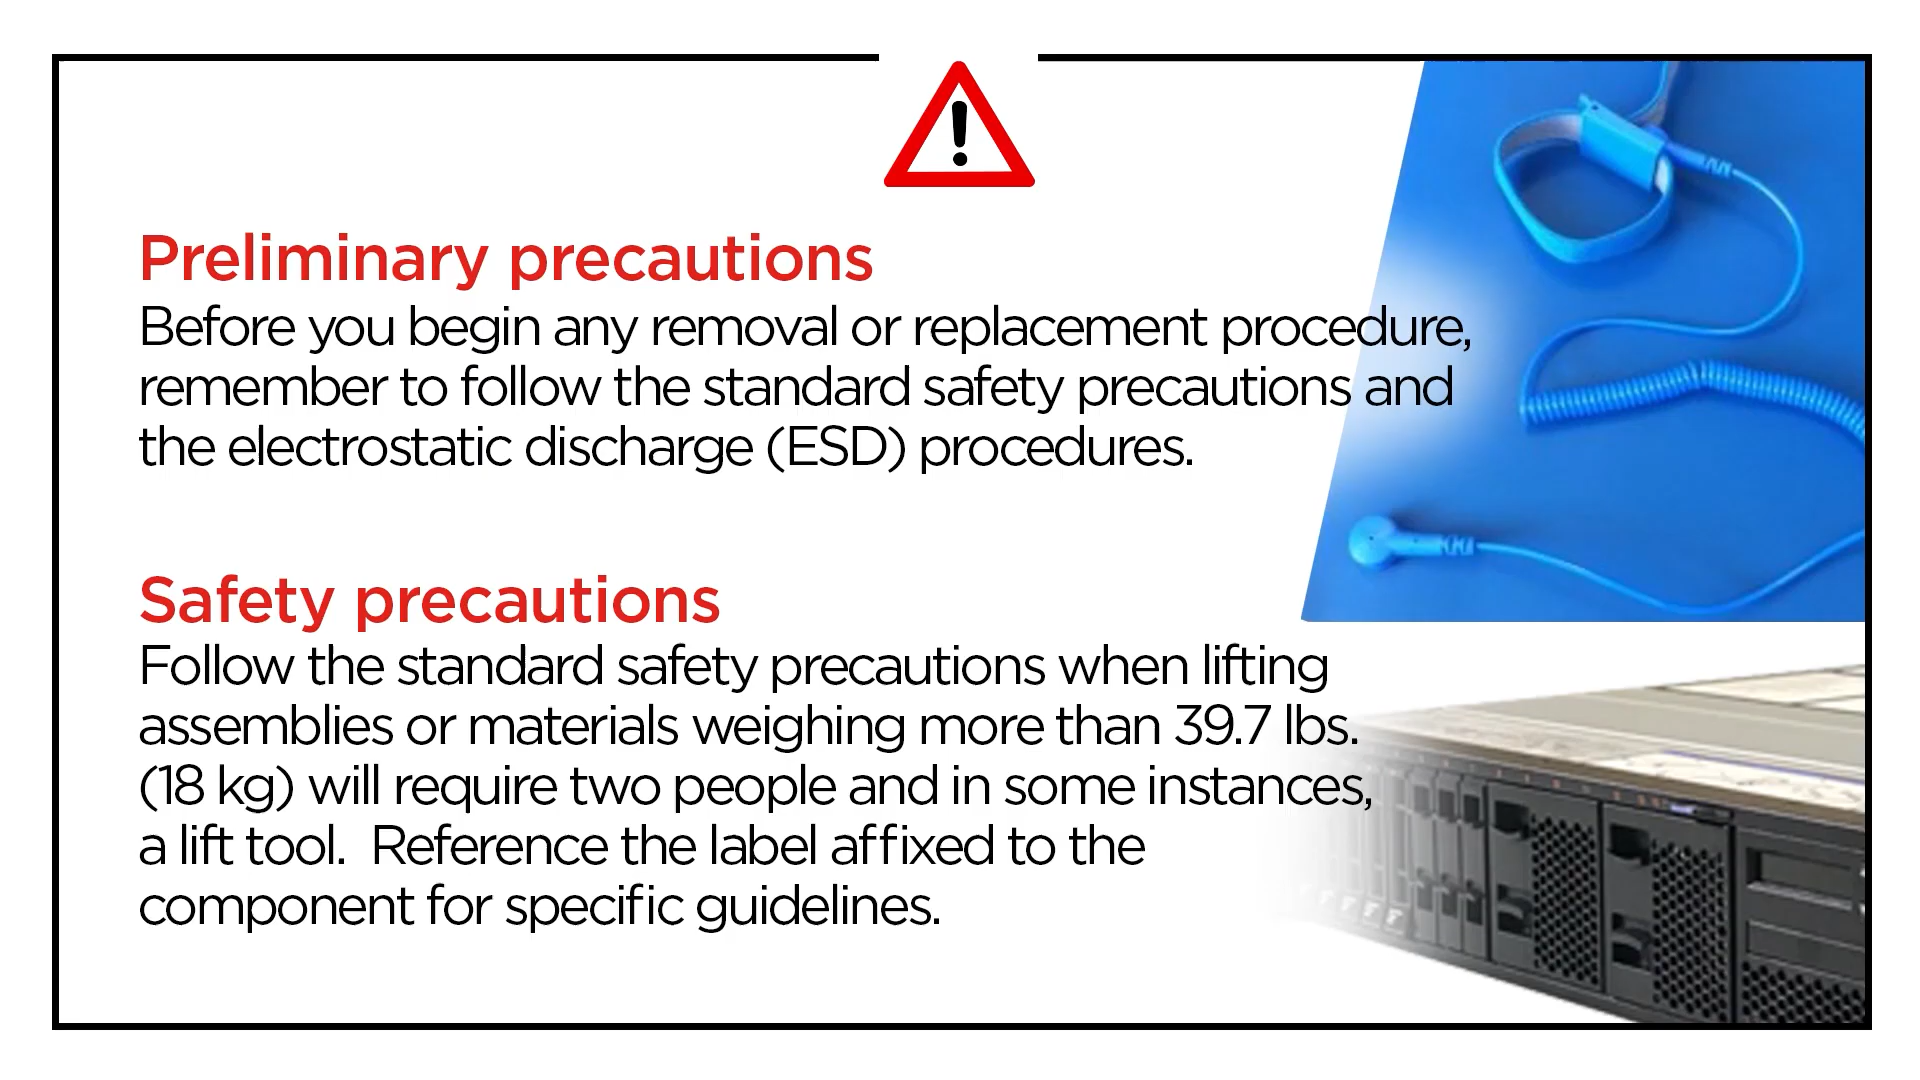 Preliminary precautions
Before you begin any removal or replacement procedure,
remember to follow the standard safety precautions and
the electrostatic discharge (ESD) procedures.
Safety precautions
Follow the standard safety precautions when lifting
assemblies or materials weighing more than 39.7 lbs.
(18 kg) will require two people and in some instances,
a lift tool.  Reference the label affixed to the
component for specific guidelines.